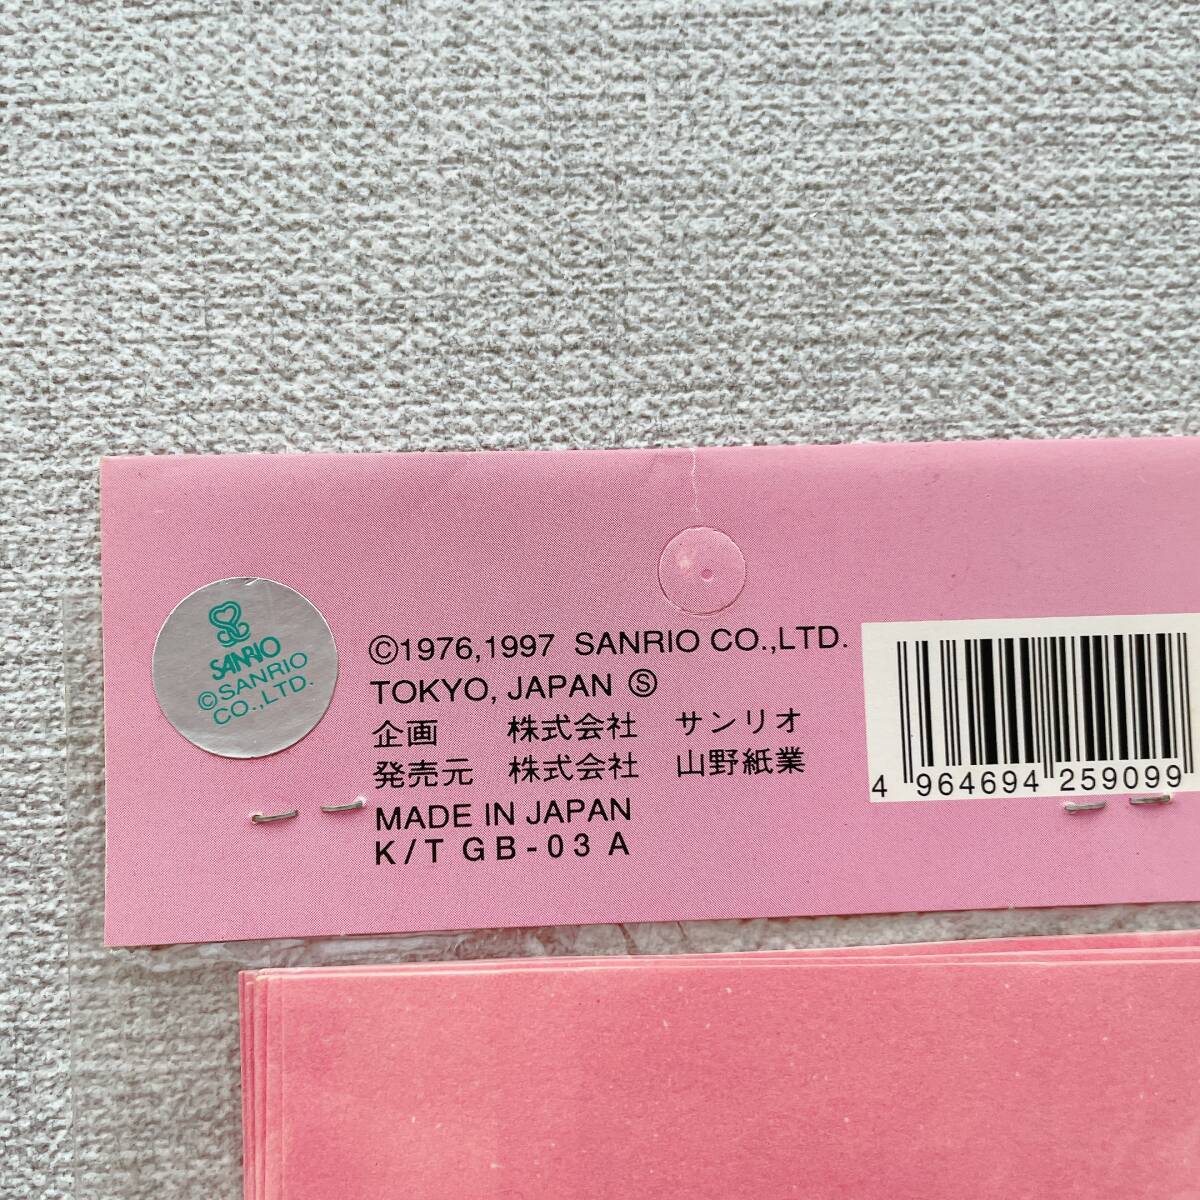 SANRIO
©SANRIO
CO.,LTD.
©1976,1997 SANRIO CO.,LTD.
TOKYO, JAPAN Ⓢ
企画 株式会社 サンリオ
発売元 株式会社 山野紙業
MADE IN JAPAN
K/T GB-03 A
4 964694 259099